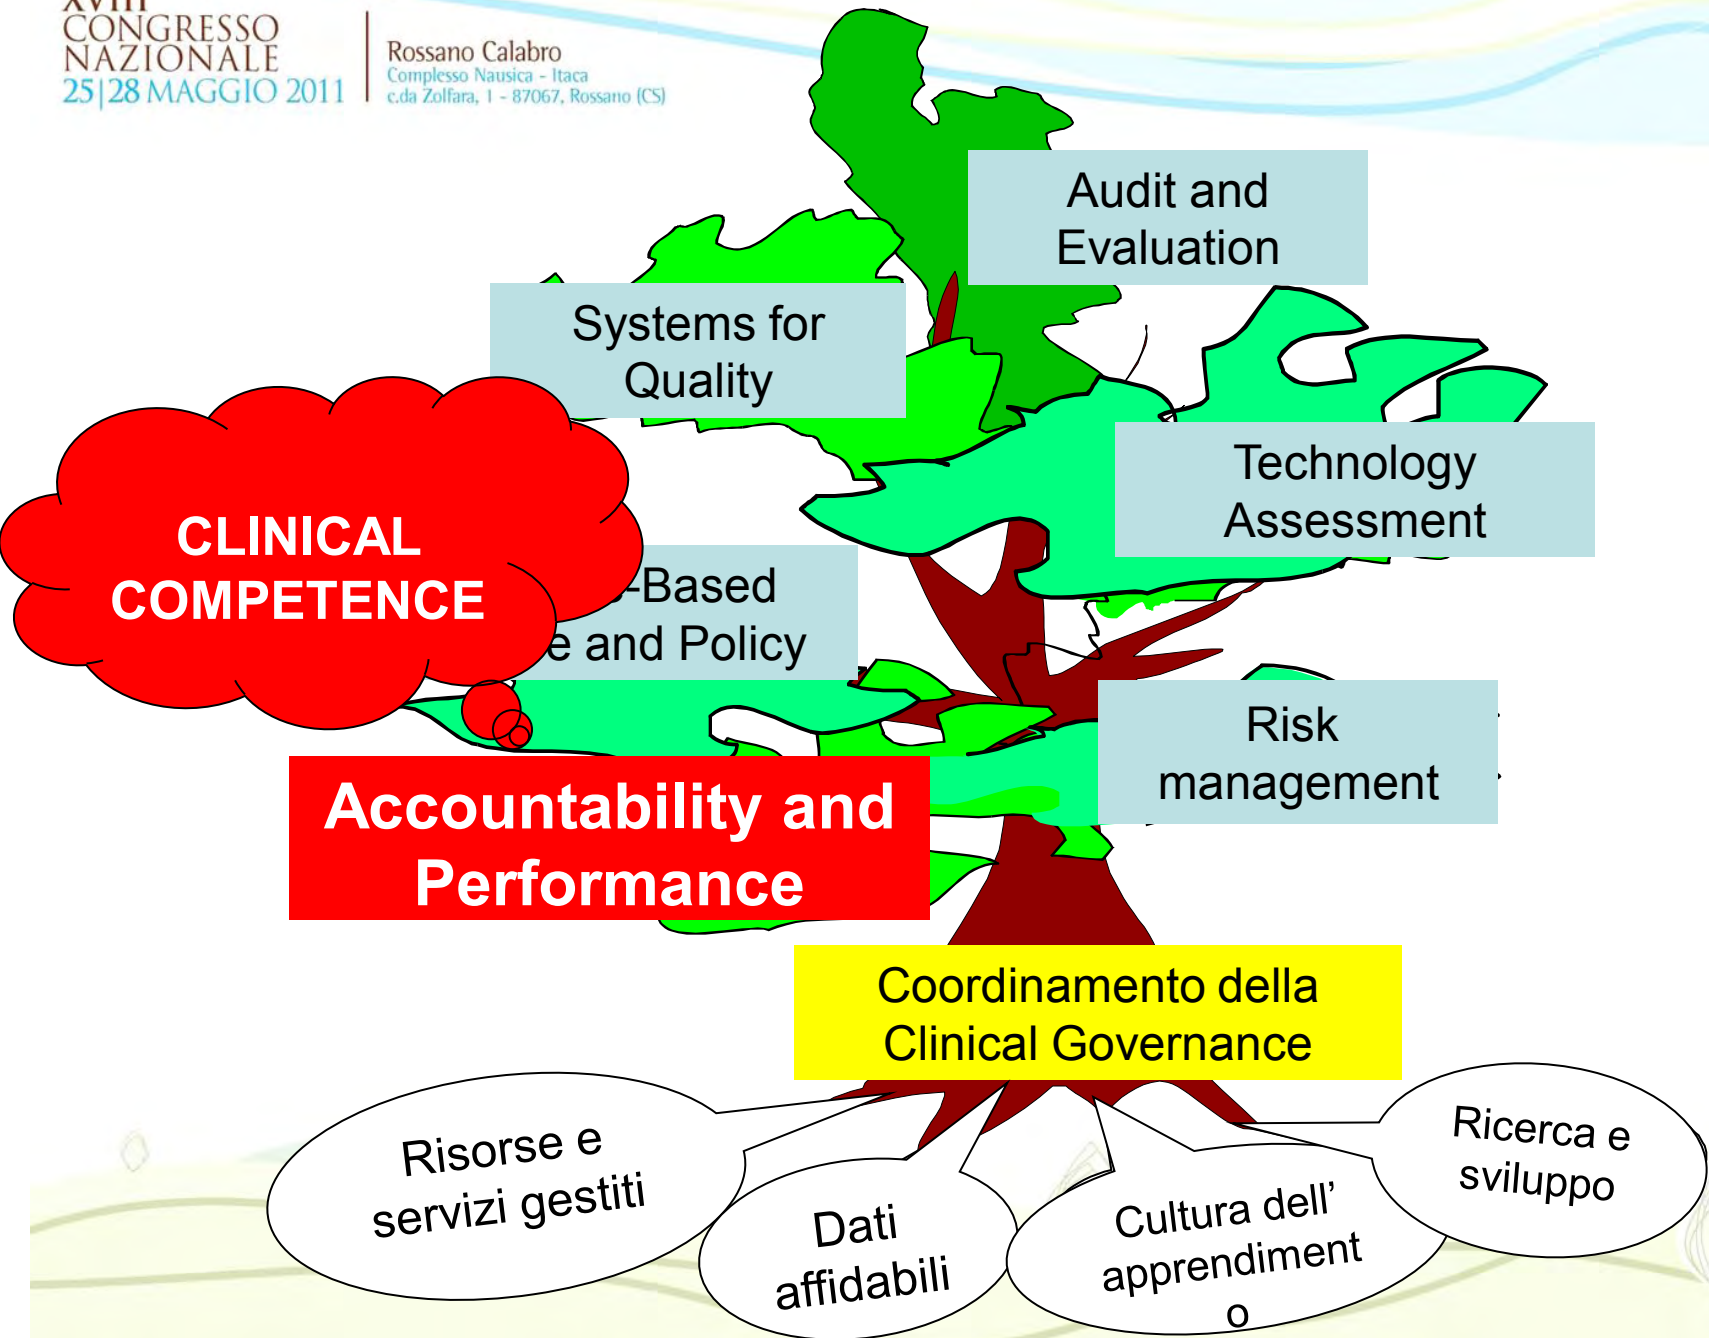 XVIII
CONGRESSO
NAZIONALE
25|28 MAGGIO 2011
Rossano Calabro
Complesso Nausica - Itaca
c.da Zolfara, 1 - 87067, Rossano (CS)
Audit and
Evaluation
Systems for
Quality
Technology
Assessment
CLINICAL
COMPETENCE
-Based
e and Policy
Risk
management
Accountability and
Performance
Coordinamento della
Clinical Governance
Risorse e
servizi gestiti
Dati
affidabili
Cultura dell’
apprendiment
o
Ricerca e
sviluppo